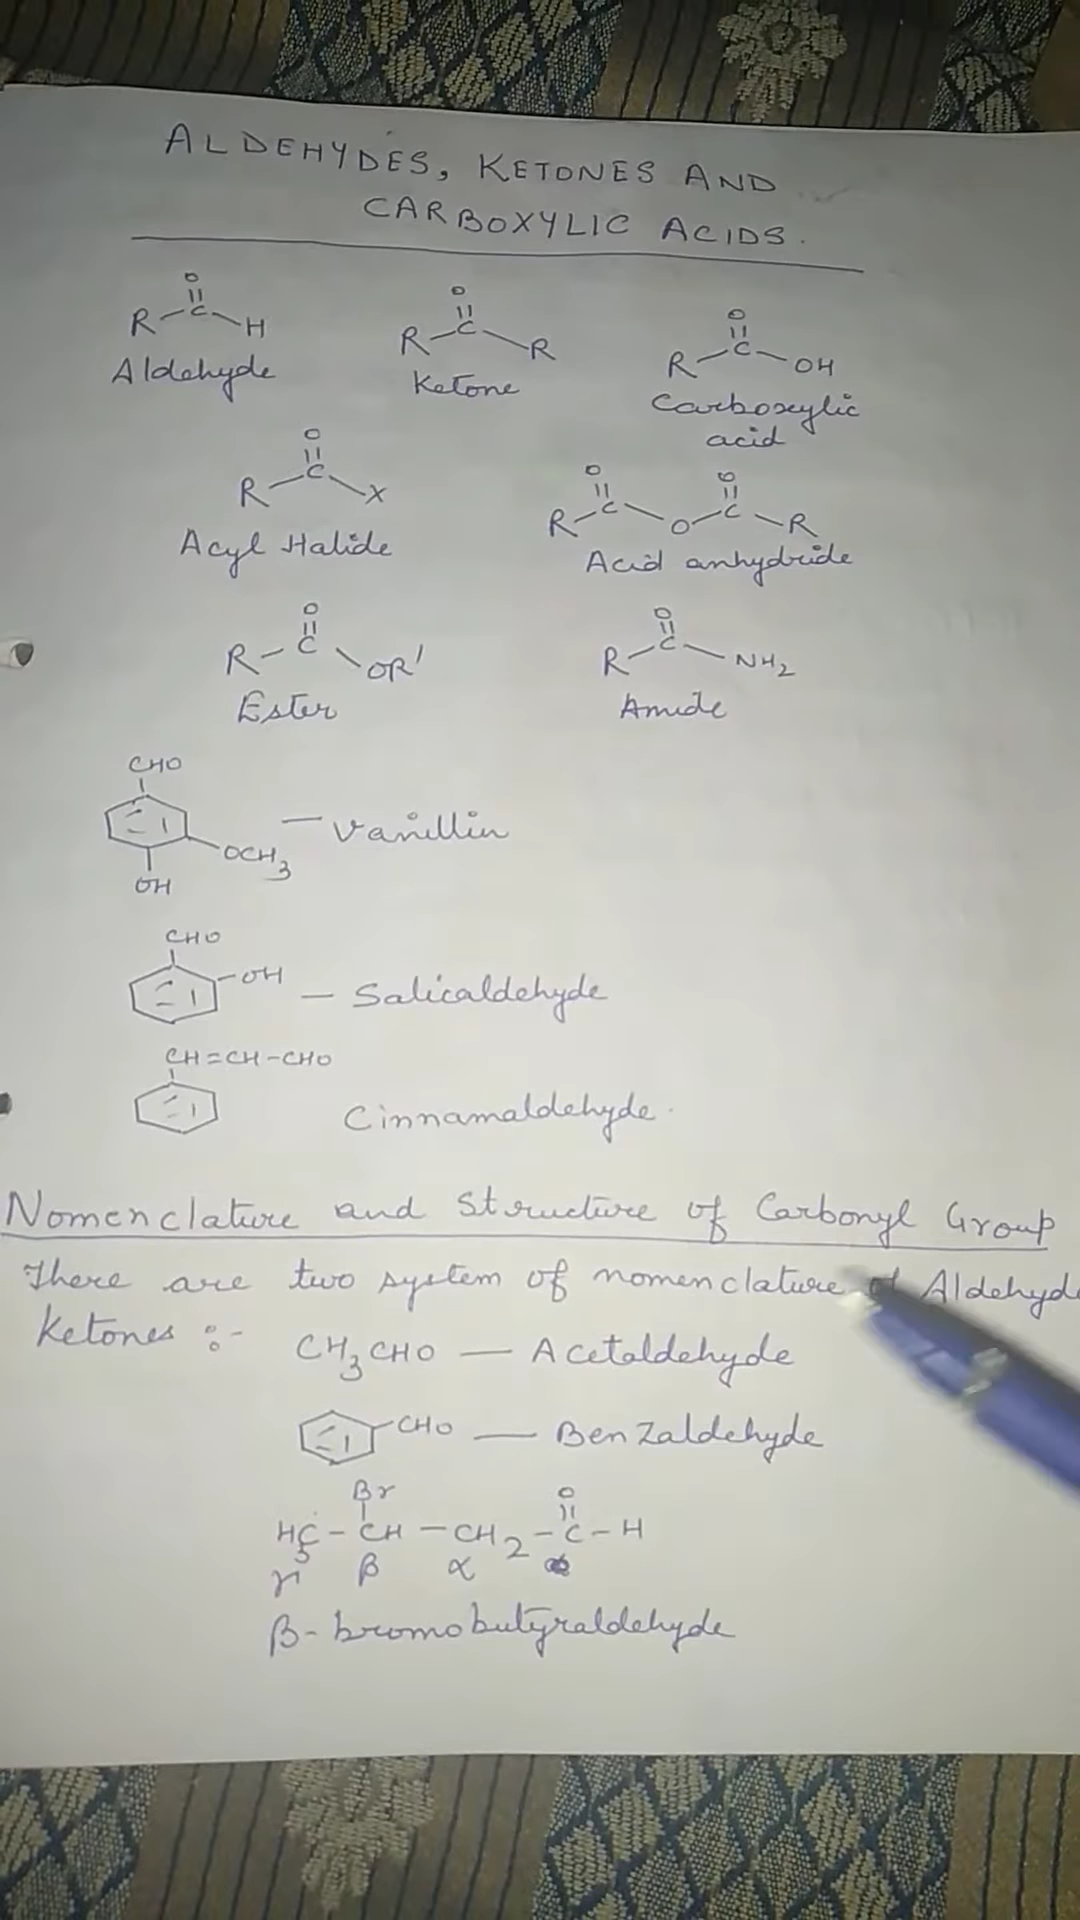 ALDEHYDES, KETONES AND
CARBOXYLIC ACIDS.
O
||
R-C-H
Aldehyde
O
||
R-C-R
Ketone
O
||
R-C-OH
Carboxylic
acid
O
||
R-C-X
Acyl Halide
O O
|| ||
R-C-O-C-R
Acid anhydride
O
||
R-C-OR'
Ester
O
||
R-C-NH2
Amide
CHO
OCH3
OH
— Vanillin
CHO
-OH
— Salicaldehyde
CH=CH-CHO
Cinnamaldehyde.
Nomenclature and Structure of Carbonyl Group
There are two system of nomenclature of Aldehyd
Ketones :-
CH3CHO — Acetaldehyde
CHO — Benzaldehyde
Br O
| ||
H3C - CH - CH2 - C - H
γ β α
β- bromobutyraldehyde